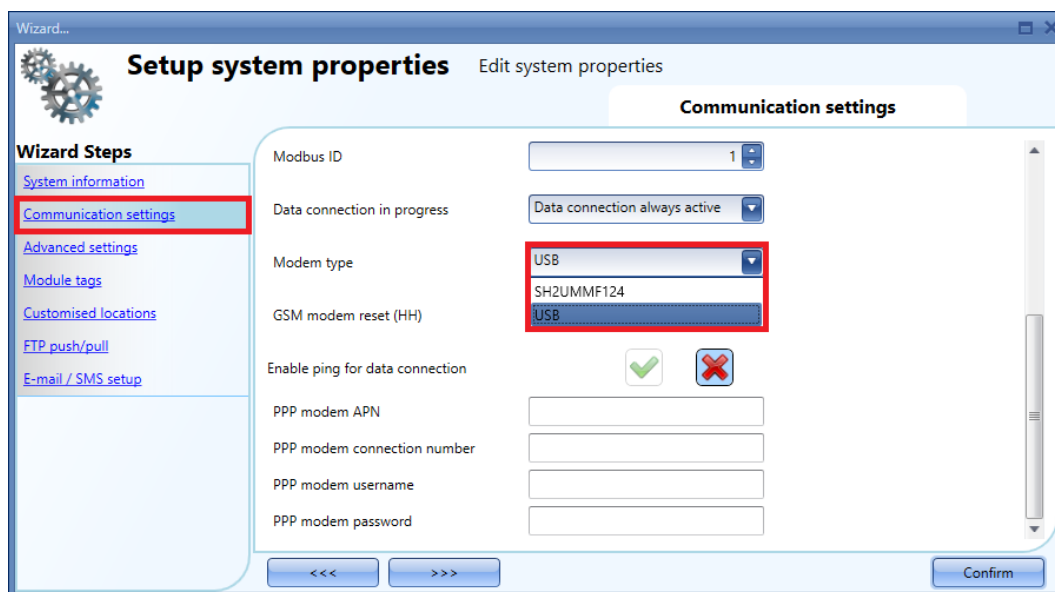 Wizard...
Setup system properties Edit system properties
Communication settings
Wizard Steps
System information
Communication settings
Advanced settings
Module tags
Customised locations
FTP push/pull
E-mail / SMS setup
Modbus ID 1
Data connection in progress Data connection always active
Modem type USB
SH2UMMF124
GSM modem reset (HH) USB
Enable ping for data connection
PPP modem APN
PPP modem connection number
PPP modem username
PPP modem password
<<< >>> Confirm